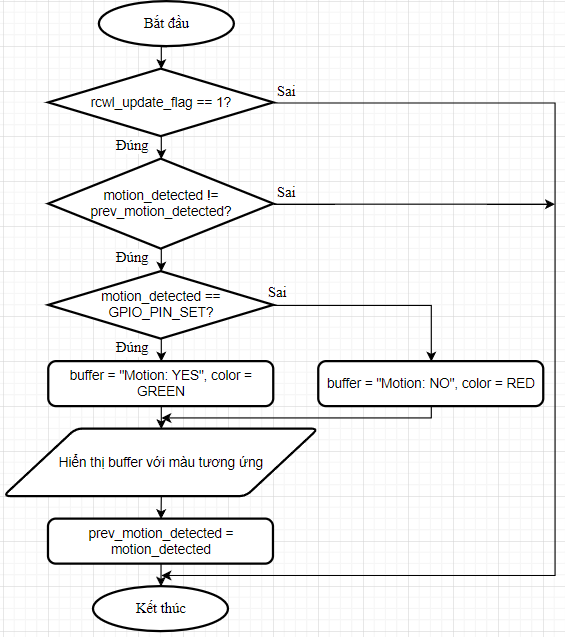 Bắt đầu
rcwl_update_flag == 1?
Sai
Đúng
motion_detected !=
prev_motion_detected?
Sai
Đúng
motion_detected ==
GPIO_PIN_SET?
Sai
Đúng
buffer = "Motion: YES", color =
GREEN
buffer = "Motion: NO", color = RED
Hiển thị buffer với màu tương ứng
prev_motion_detected =
motion_detected
Kết thúc